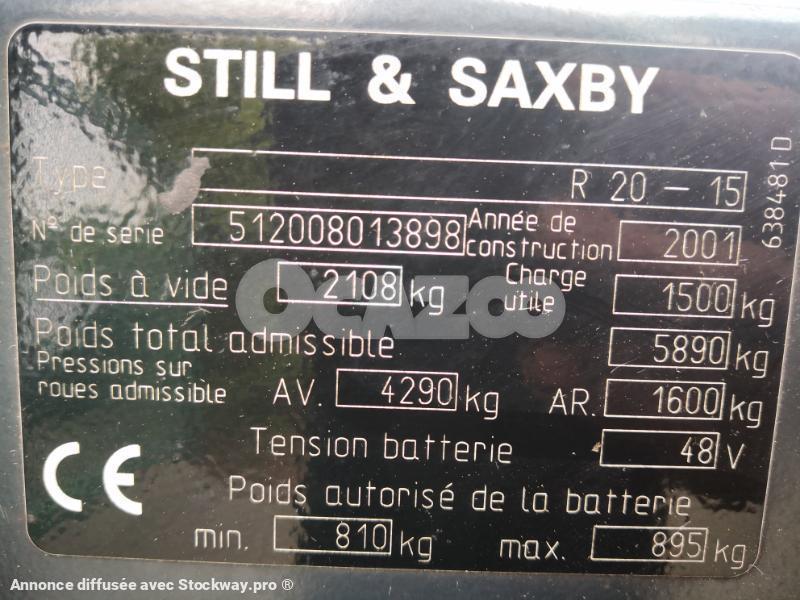 STILL & SAXBY
Type R 20 - 15
Nº de série 512008013898 Année de construction 2001
Poids à vide 2108 kg Charge utile 1500 kg
Poids total admissible 5890 kg
Pressions sur roues admissible AV. 4290 kg AR. 1600 kg
Tension batterie 48 V
CE
Poids autorisé de la batterie
min. 810 kg max. 895 kg
638481 D
OCAZOO
Annonce diffusée avec Stockway.pro ®